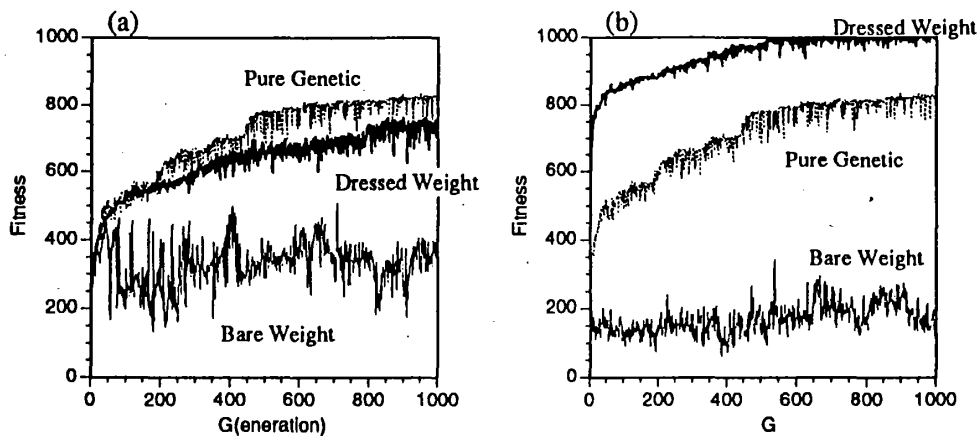 (a)
1000
800
600
400
200
0
Fitness
Pure Genetic
Dressed Weight
Bare Weight
0 200 400 600 800 1000
G(eneration)
(b)
Dressed Weight
1000
800
600
400
200
0
Fitness
Pure Genetic
Bare Weight
0 200 400 600 800 1000
G